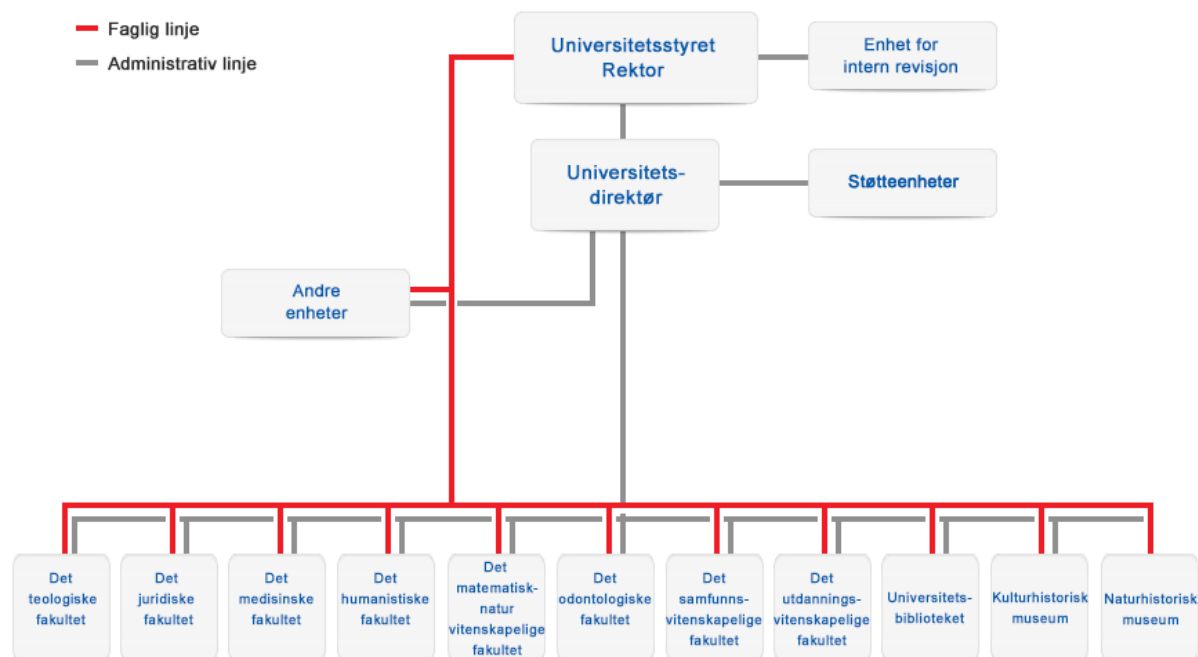 Faglig linje
Administrativ linje
Universitetsstyret
Rektor
Enhet for
intern revisjon
Universitets-
direktør
Støtteenheter
Andre
enheter
Det
teologiske
fakultet
Det
juridiske
fakultet
Det
medisinske
fakultet
Det
humanistiske
fakultet
Det
matematisk-
natur
vitenskapelige
fakultet
Det
odontologiske
fakultet
Det
samfunns-
vitenskapelige
fakultet
Det
utdannings-
vitenskapelige
fakultet
Universitets-
biblioteket
Kulturhistorisk
museum
Naturhistorisk
museum